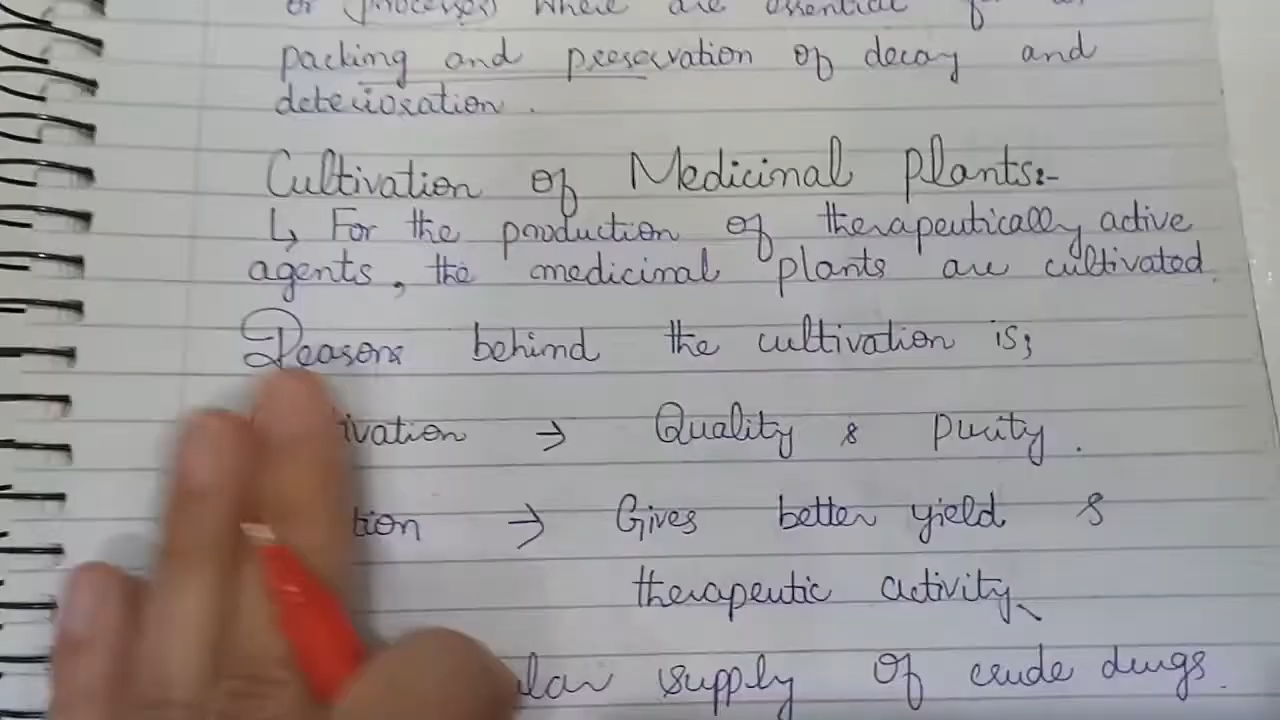 packing and preservation of decay and
deterioration.
Cultivation of Medicinal plants:-
↳ For the production of therapeutically active
agents, the medicinal plants are cultivated.
Reasons behind the cultivation is;
ivation → Quality & Purity.
tion → Gives better yield &
therapeutic activity
supply of crude drugs.